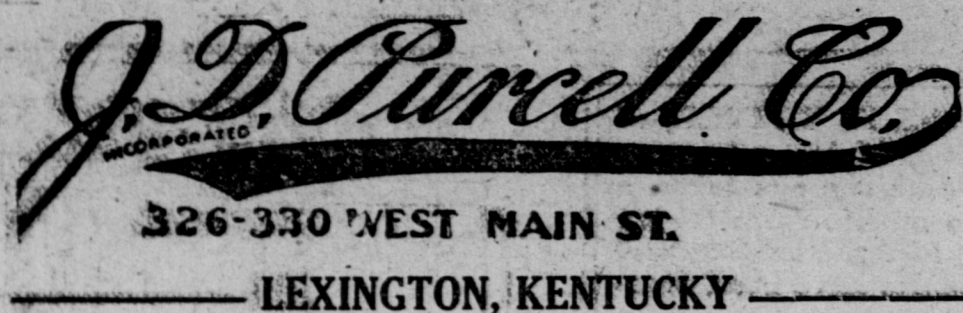 J. D. Purcell Co.
INCORPORATED
326-330 WEST MAIN ST.
LEXINGTON, KENTUCKY